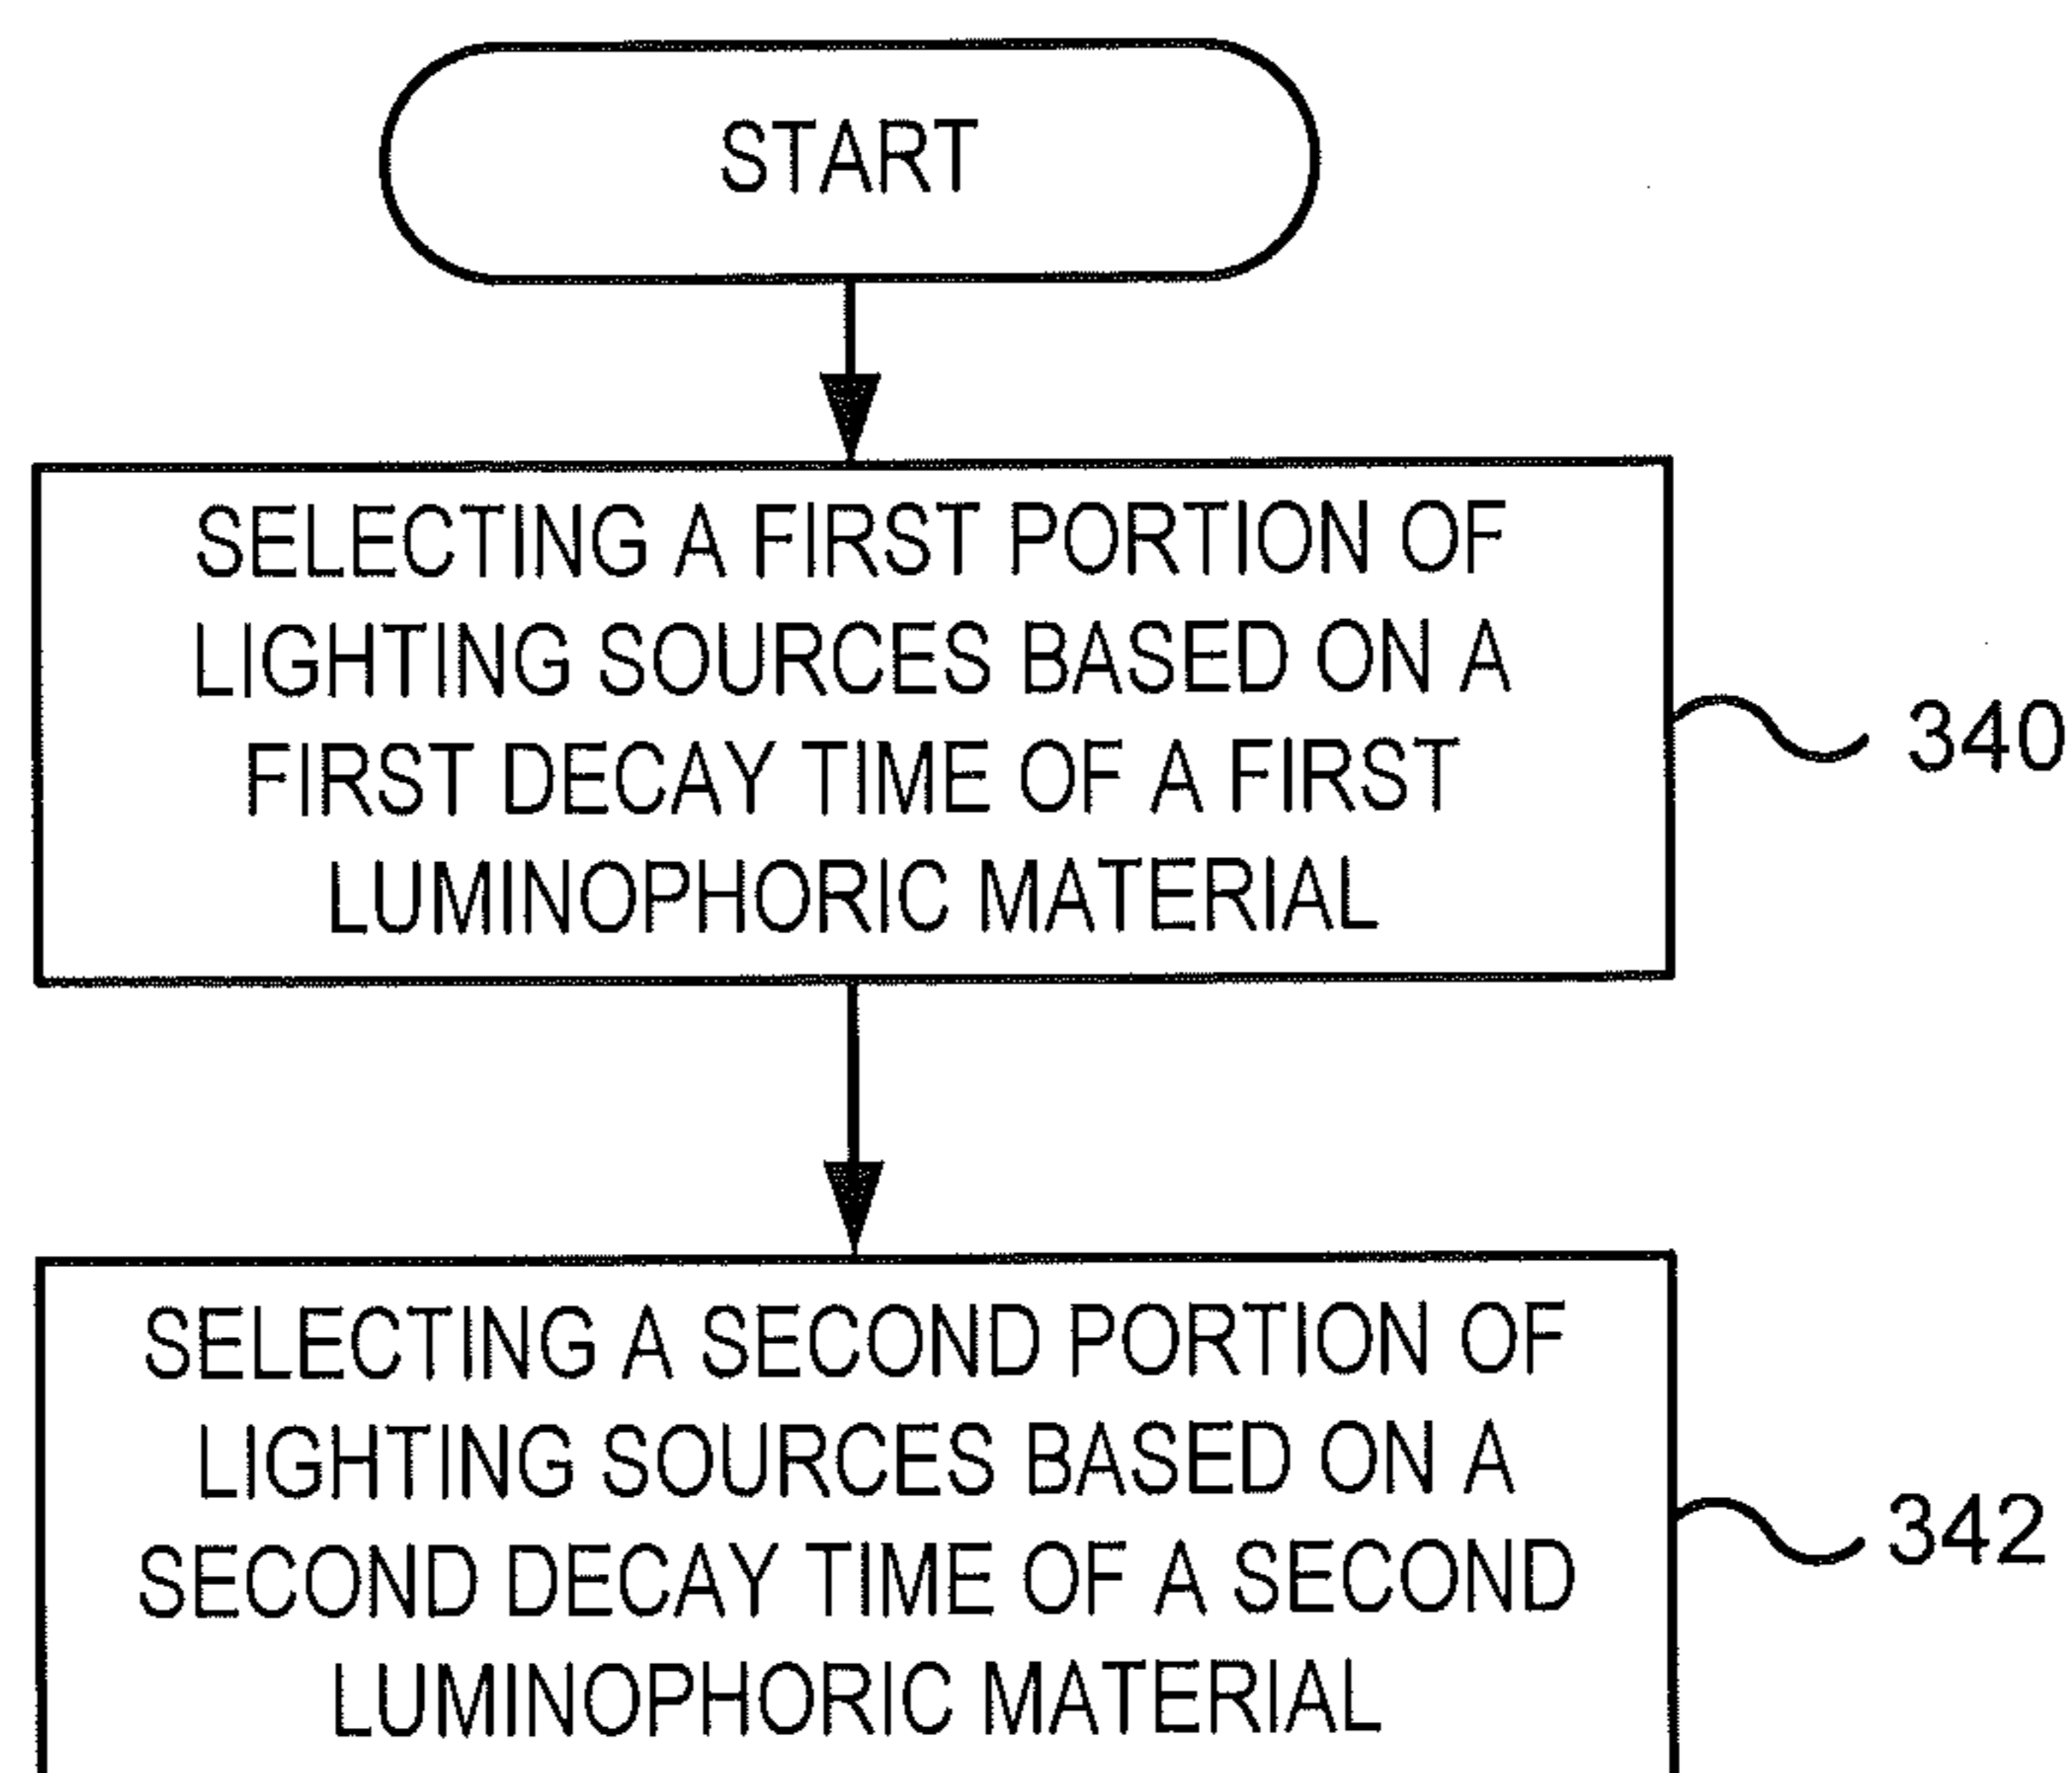 START
SELECTING A FIRST PORTION OF
LIGHTING SOURCES BASED ON A
FIRST DECAY TIME OF A FIRST
LUMINOPHORIC MATERIAL
340
SELECTING A SECOND PORTION OF
LIGHTING SOURCES BASED ON A
SECOND DECAY TIME OF A SECOND
LUMINOPHORIC MATERIAL
342